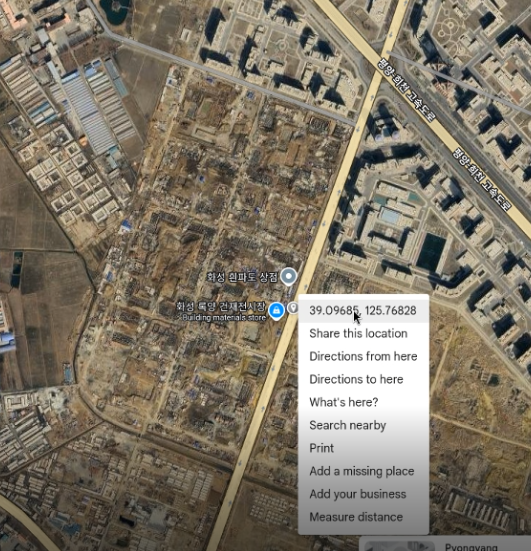 평양-희천 고속도로
평양-희천 고속도로
화성 환파도 상점
화성 록양 건재전시장
Building materials store
39.09685, 125.76828
Share this location
Directions from here
Directions to here
What's here?
Search nearby
Print
Add a missing place
Add your business
Measure distance
Pyongyang